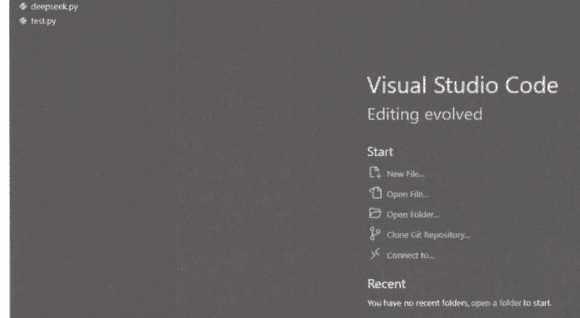 deepseek.py
test.py
Visual Studio Code
Editing evolved
Start
New File...
Open File...
Open Folder...
Clone Git Repository...
Connect to...
Recent
You have no recent folders, open a folder to start.